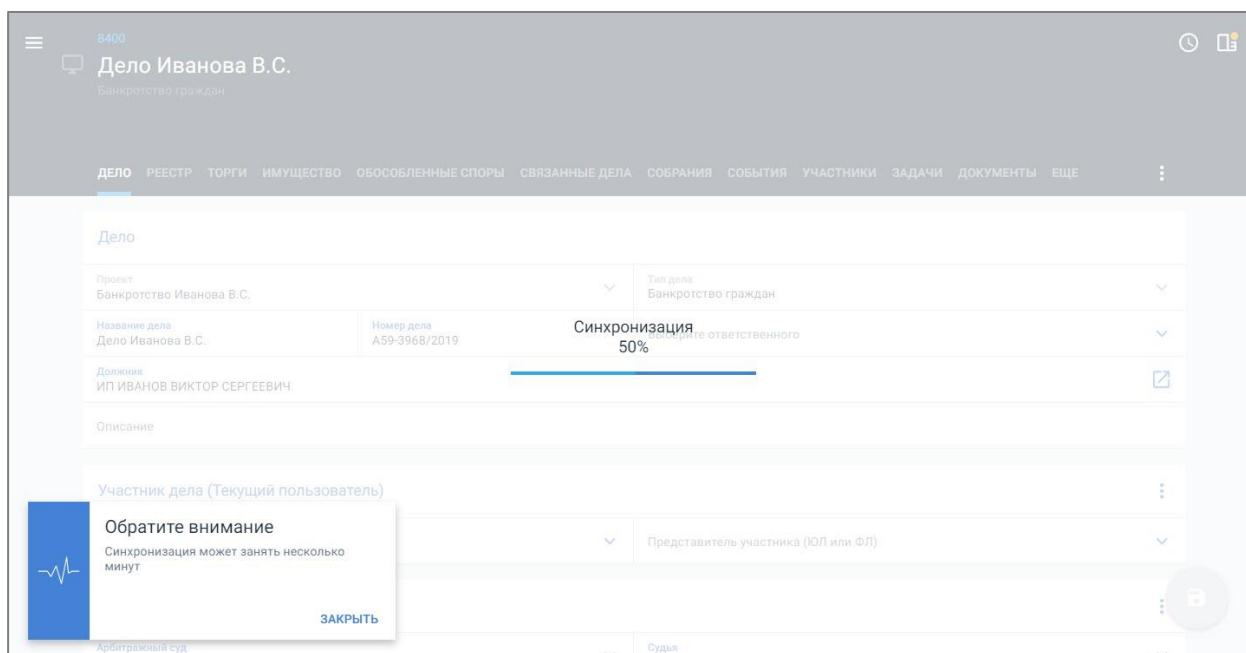 8400
Дело Иванова В.С.
Банкротство граждан
ДЕЛО РЕЕСТР ТОРГИ ИМУЩЕСТВО ОБОСОБЛЕННЫЕ СПОРЫ СВЯЗАННЫЕ ДЕЛА СОБРАНИЯ СОБЫТИЯ УЧАСТНИКИ ЗАДАЧИ ДОКУМЕНТЫ ЕЩЕ
Дело
Проект
Банкротство Иванова В.С.
Тип дела
Банкротство граждан
Название дела
Дело Иванова В.С.
Номер дела
А59-3968/2019
Выберите ответственного
Синхронизация
50%
Должник
ИП ИВАНОВ ВИКТОР СЕРГЕЕВИЧ
Описание
Участник дела (Текущий пользователь)
Представитель участника (ЮЛ или ФЛ)
Обратите внимание
Синхронизация может занять несколько
минут
ЗАКРЫТЬ
Арбитражный суд
Судья